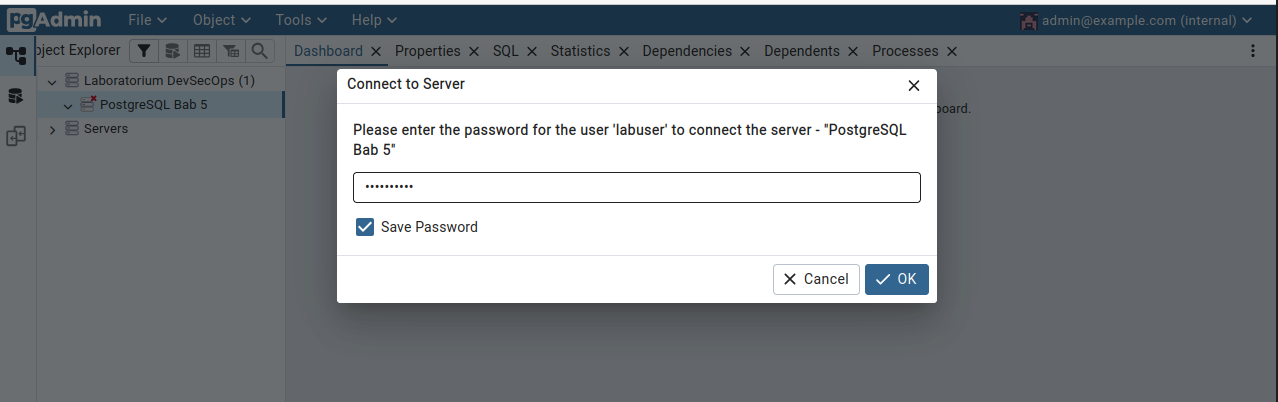 pgAdmin File Object Tools Help admin@example.com (internal)
bject Explorer Dashboard Properties SQL Statistics Dependencies Dependents Processes
Laboratorium DevSecOps (1)
PostgreSQL Bab 5
Servers
Connect to Server
Please enter the password for the user 'labuser' to connect the server - "PostgreSQL
Bab 5"
••••••••••
Save Password
Cancel OK